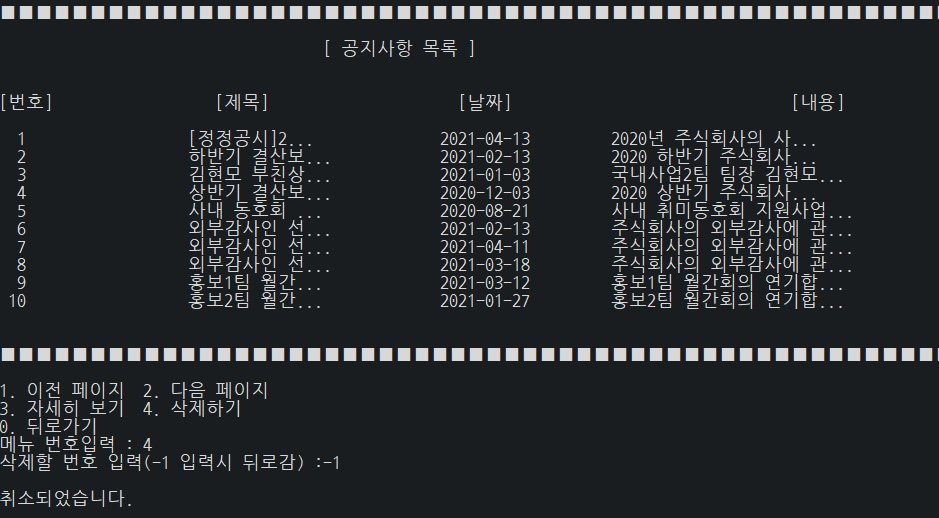 [ 공지사항 목록 ]
[번호] [제목] [날짜] [내용]
1 [정정공시]2... 2021-04-13 2020년 주식회사의 사...
2 하반기 결산보... 2021-02-13 2020 하반기 주식회사...
3 김현모 부친상... 2021-01-03 국내사업2팀 팀장 김현모...
4 상반기 결산보... 2020-12-03 2020 상반기 주식회사...
5 사내 동호회 ... 2020-08-21 사내 취미동호회 지원사업...
6 외부감사인 선... 2021-02-13 주식회사의 외부감사에 관...
7 외부감사인 선... 2021-04-11 주식회사의 외부감사에 관...
8 외부감사인 선... 2021-03-18 주식회사의 외부감사에 관...
9 홍보1팀 월간... 2021-03-12 홍보1팀 월간회의 연기합...
10 홍보2팀 월간... 2021-01-27 홍보2팀 월간회의 연기합...
1. 이전 페이지 2. 다음 페이지
3. 자세히 보기 4. 삭제하기
0. 뒤로가기
메뉴 번호입력 : 4
삭제할 번호 입력(-1 입력시 뒤로감) :-1
취소되었습니다.